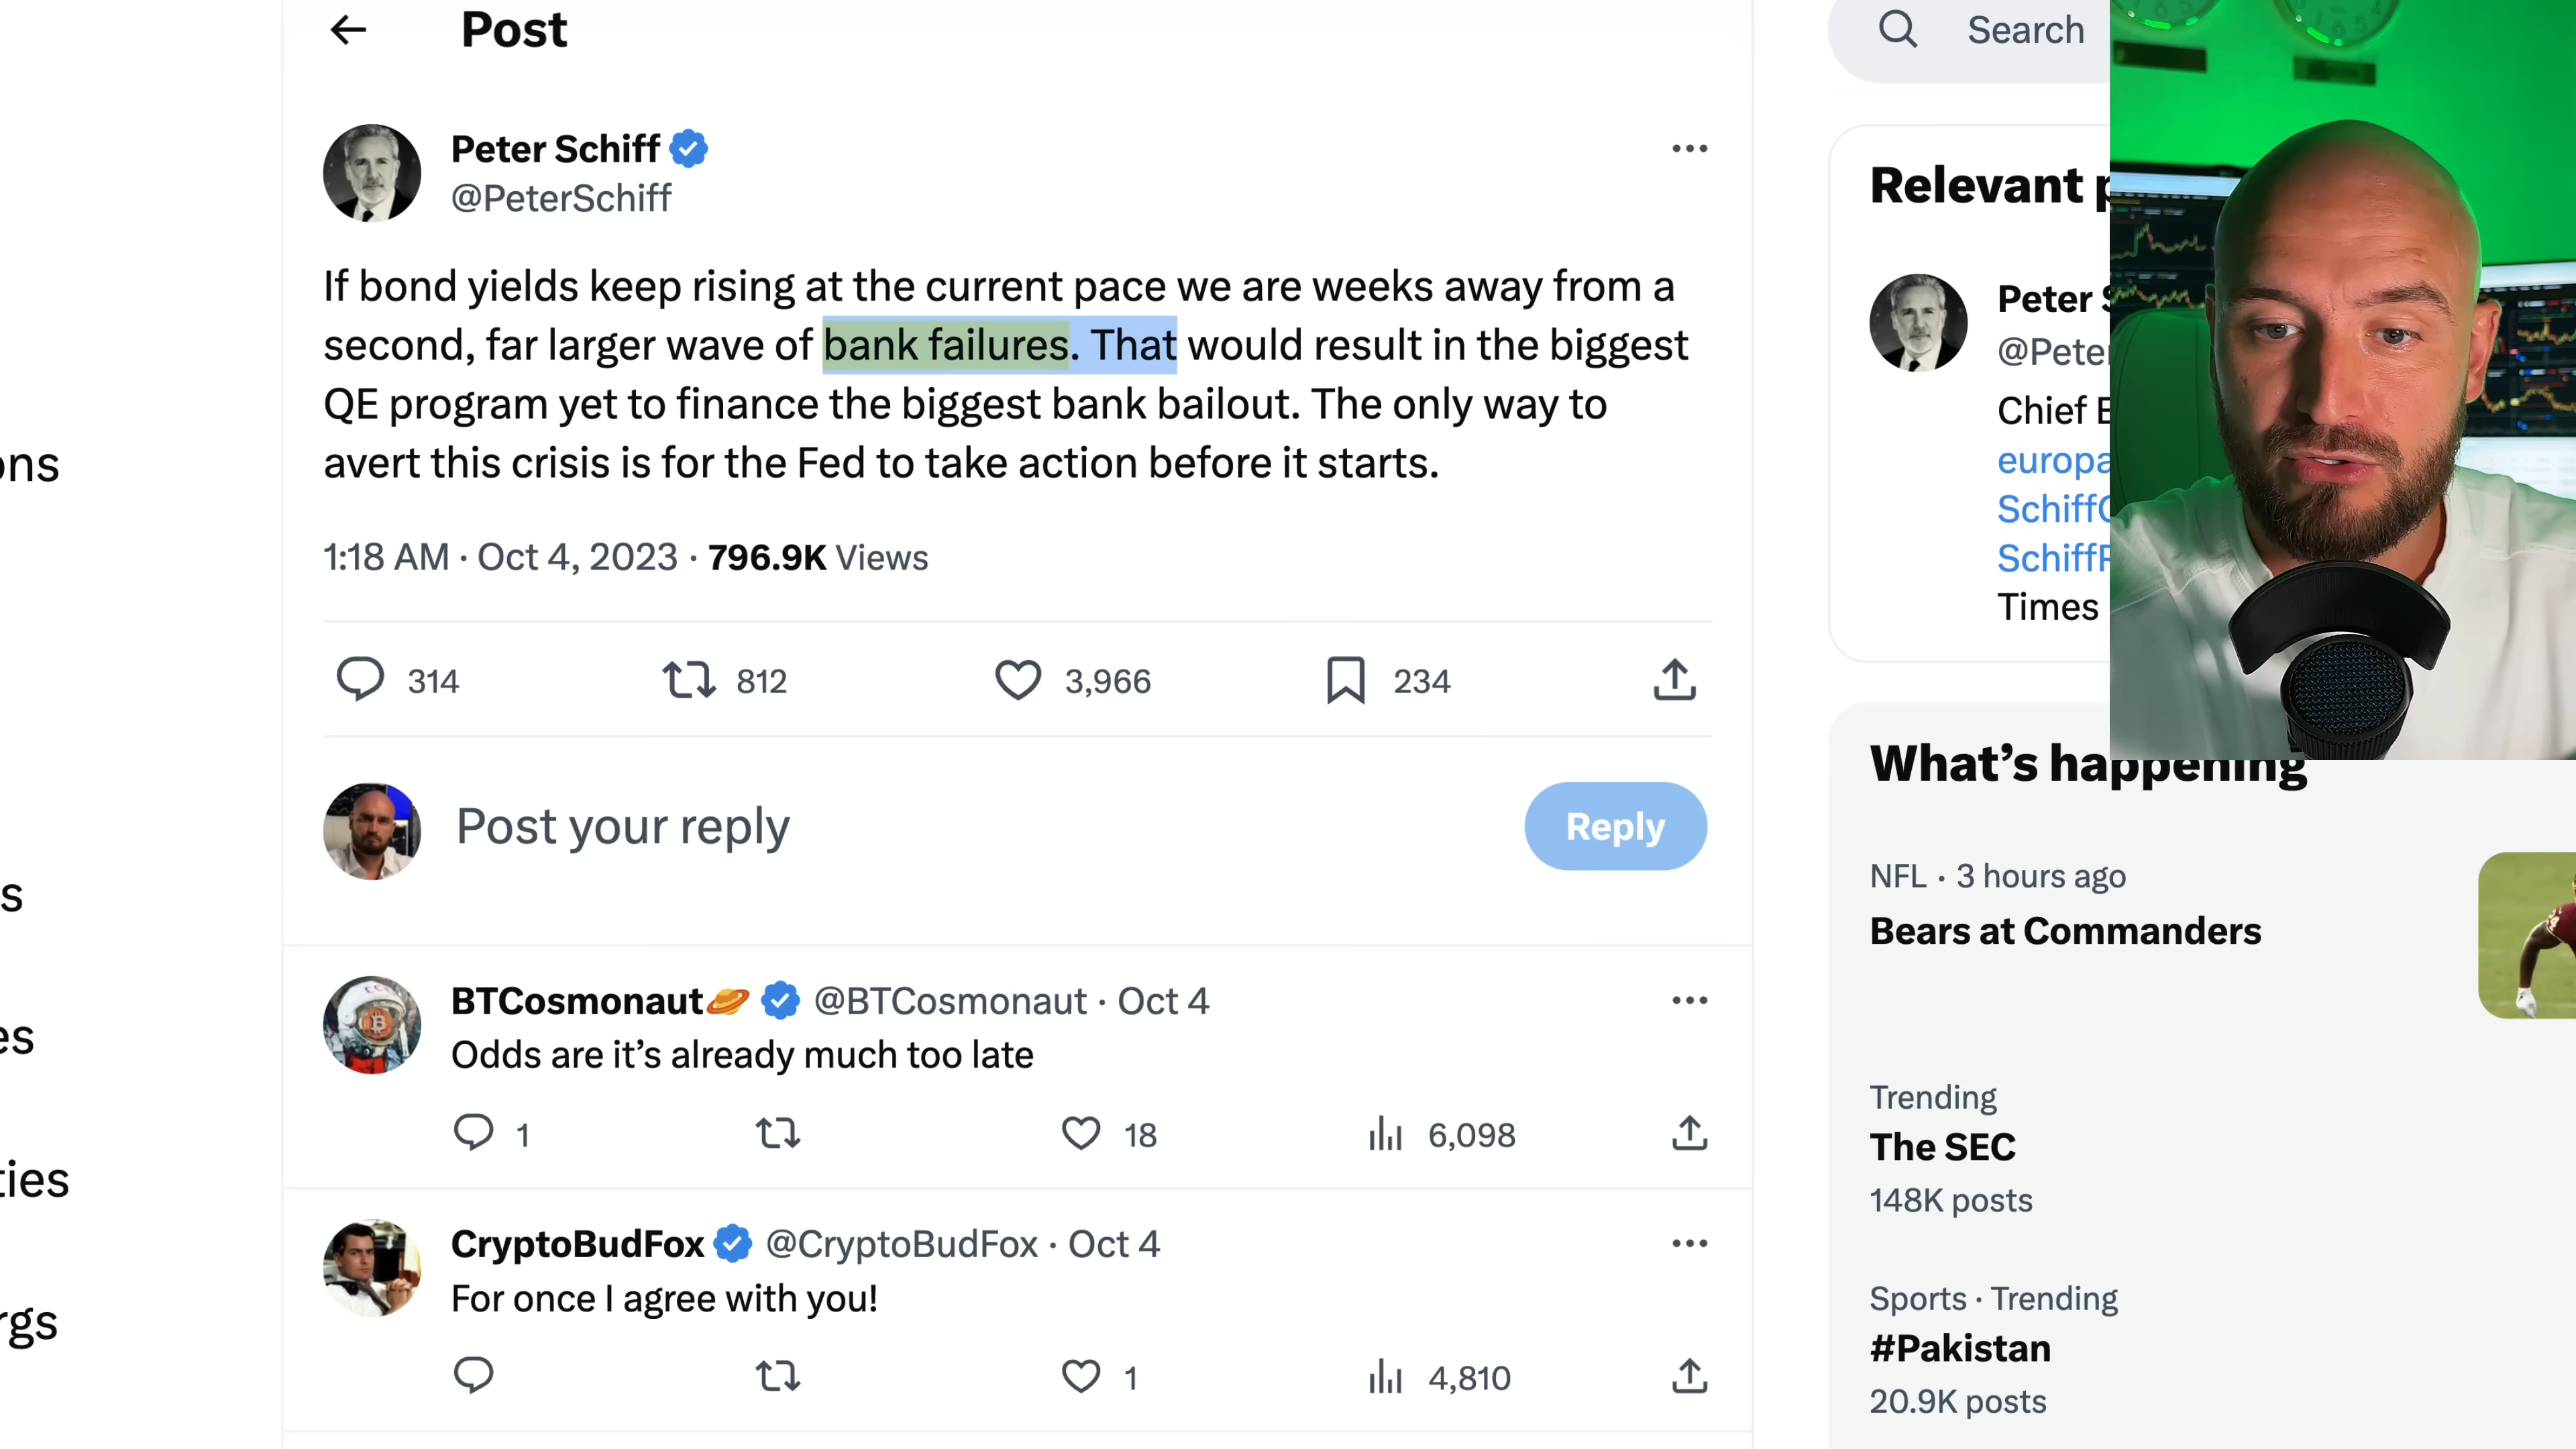 Post
Search
Peter Schiff
@PeterSchiff
If bond yields keep rising at the current pace we are weeks away from a
second, far larger wave of bank failures. That would result in the biggest
QE program yet to finance the biggest bank bailout. The only way to
avert this crisis is for the Fed to take action before it starts.
1:18 AM · Oct 4, 2023 · 796.9K Views
314 812 3,966 234
Post your reply
Reply
BTCosmonaut @BTCosmonaut · Oct 4
Odds are it’s already much too late
1 18 6,098
CryptoBudFox @CryptoBudFox · Oct 4
For once I agree with you!
1 4,810
ons
s
es
ties
rgs
Relevant p
Peter S
@Peter
Chief E
europa
SchiffG
SchiffR
Times
What’s happening
NFL · 3 hours ago
Bears at Commanders
Trending
The SEC
148K posts
Sports · Trending
#Pakistan
20.9K posts